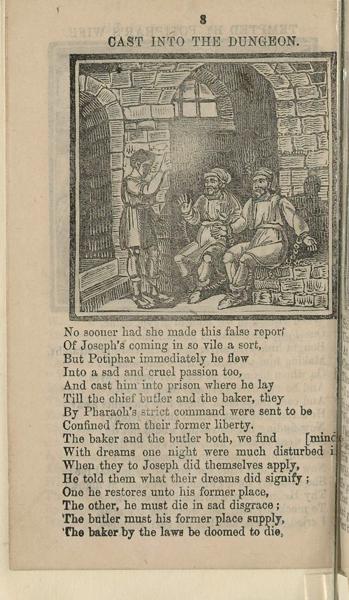 8
CAST INTO THE DUNGEON.
No sooner had she made this false report
Of Joseph's coming in so vile a sort,
But Potiphar immediately he flew
Into a sad and cruel passion too,
And cast him into prison where he lay
Till the chief butler and the baker, they
By Pharaoh's strict command were sent to be
Confined from their former liberty.
The baker and the butler both, we find [mind
With dreams one night were much disturbed i
When they to Joseph did themselves apply,
He told them what their dreams did signify;
One he restores unto his former place,
The other, he must die in sad disgrace;
The butler must his former place supply,
The baker by the laws be doomed to die,